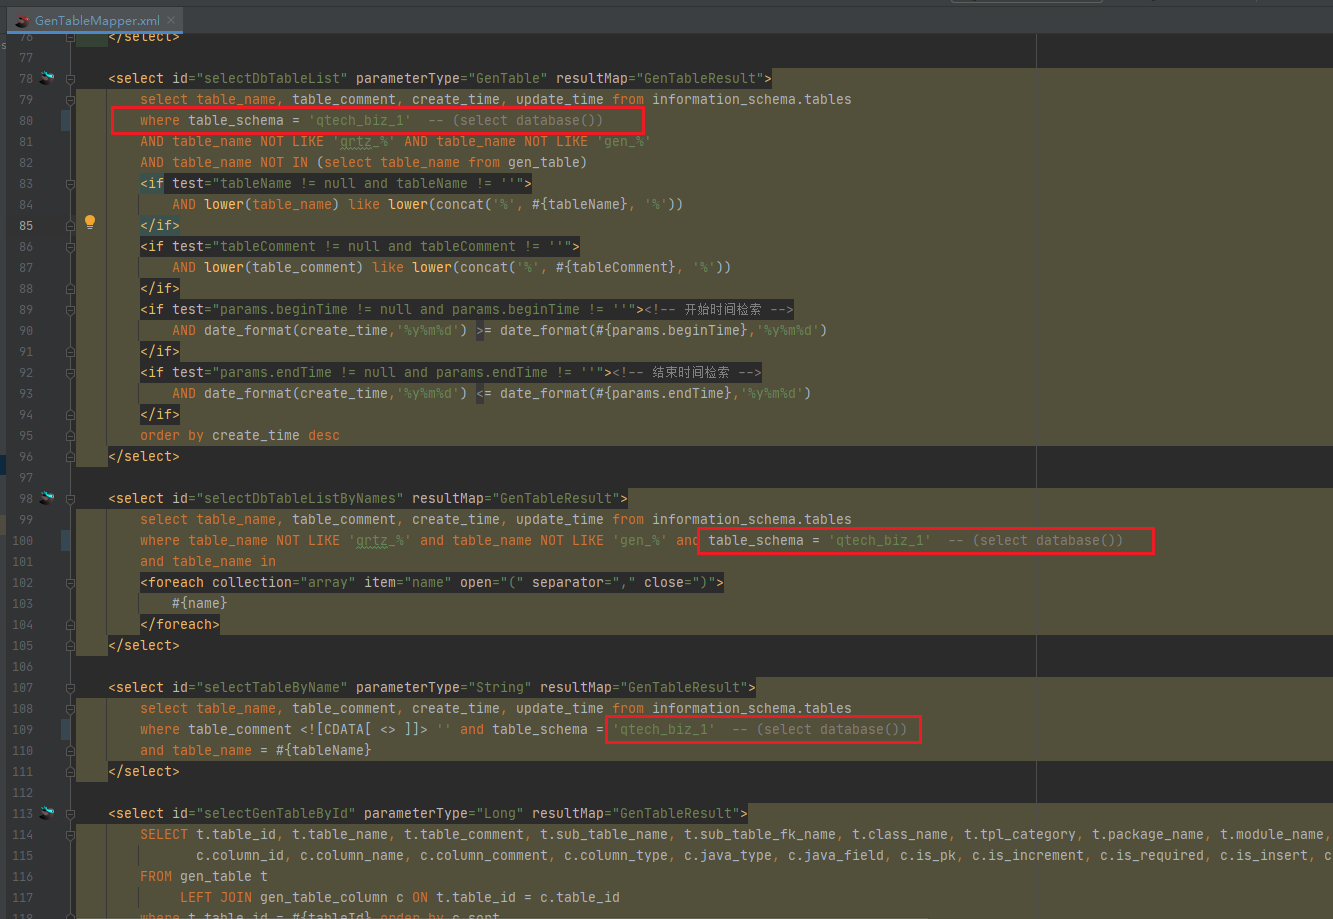 GenTableMapper.xml
76 </select>
77
78 <select id="selectDbTableList" parameterType="GenTable" resultMap="GenTableResult">
79 select table_name, table_comment, create_time, update_time from information_schema.tables
80 where table_schema = 'qtech_biz_1'  -- (select database())
81 AND table_name NOT LIKE 'grtz_%' AND table_name NOT LIKE 'gen_%'
82 AND table_name NOT IN (select table_name from gen_table)
83 <if test="tableName != null and tableName != ''">
84 AND lower(table_name) like lower(concat('%', #{tableName}, '%'))
85 </if>
86 <if test="tableComment != null and tableComment != ''">
87 AND lower(table_comment) like lower(concat('%', #{tableComment}, '%'))
88 </if>
89 <if test="params.beginTime != null and params.beginTime != ''"><!-- 开始时间检索 -->
90 AND date_format(create_time,'%y%m%d') >= date_format(#{params.beginTime},'%y%m%d')
91 </if>
92 <if test="params.endTime != null and params.endTime != ''"><!-- 结束时间检索 -->
93 AND date_format(create_time,'%y%m%d') <= date_format(#{params.endTime},'%y%m%d')
94 </if>
95 order by create_time desc
96 </select>
97
98 <select id="selectDbTableListByNames" resultMap="GenTableResult">
99 select table_name, table_comment, create_time, update_time from information_schema.tables
100 where table_name NOT LIKE 'grtz_%' and table_name NOT LIKE 'gen_%' and table_schema = 'qtech_biz_1'  -- (select database())
101 and table_name in
102 <foreach collection="array" item="name" open="(" separator="," close=")">
103 #{name}
104 </foreach>
105 </select>
106
107 <select id="selectTableByName" parameterType="String" resultMap="GenTableResult">
108 select table_name, table_comment, create_time, update_time from information_schema.tables
109 where table_comment <![CDATA[ <> ]]> '' and table_schema = 'qtech_biz_1'  -- (select database())
110 and table_name = #{tableName}
111 </select>
112
113 <select id="selectGenTableById" parameterType="Long" resultMap="GenTableResult">
114 SELECT t.table_id, t.table_name, t.table_comment, t.sub_table_name, t.sub_table_fk_name, t.class_name, t.tpl_category, t.package_name, t.module_name,
115 c.column_id, c.column_name, c.column_comment, c.column_type, c.java_type, c.java_field, c.is_pk, c.is_increment, c.is_required, c.is_insert, c
116 FROM gen_table t
117 LEFT JOIN gen_table_column c ON t.table_id = c.table_id
118 where t.table_id = #{tableId} order by c.sort